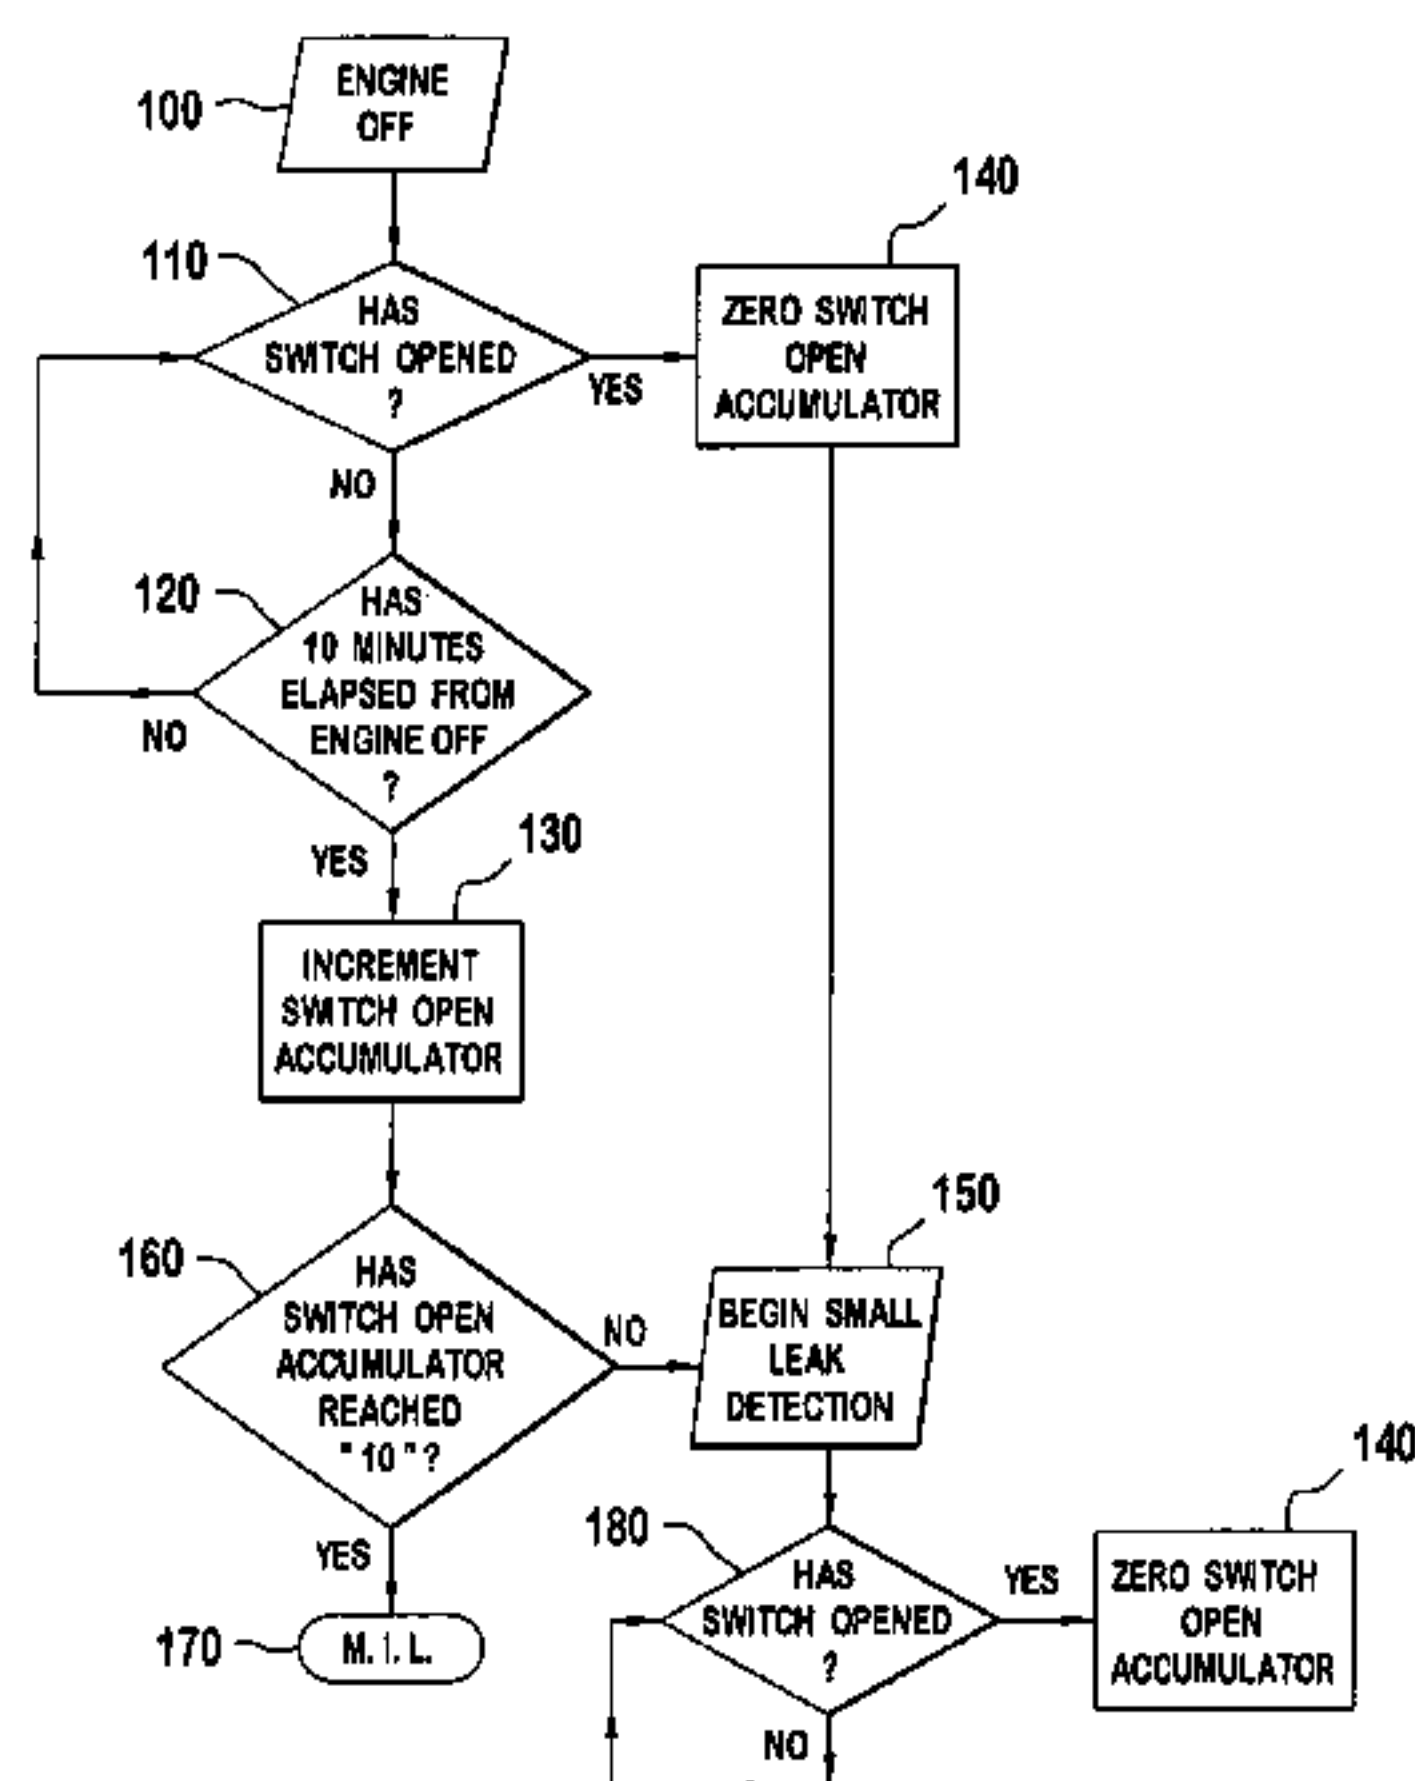 ENGINE
OFF
100
140
110
HAS
SWITCH OPENED
?
YES
NO
ZERO SWITCH
OPEN
ACCUMULATOR
120
HAS
10 MINUTES
ELAPSED FROM
ENGINE OFF
?
NO
YES
130
INCREMENT
SWITCH OPEN
ACCUMULATOR
160
HAS
SWITCH OPEN
ACCUMULATOR
REACHED
"10"?
NO
YES
150
BEGIN SMALL
LEAK
DETECTION
170
M.I.L.
180
HAS
SWITCH OPENED
?
YES
NO
140
ZERO SWITCH
OPEN
ACCUMULATOR